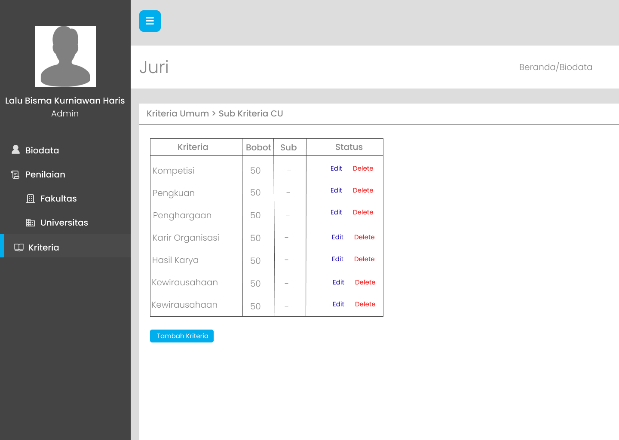 Juri
Beranda/Biodata
Lalu Bisma Kurniawan Haris
Admin
Biodata
Penilaian
Fakultas
Universitas
Kriteria
Kriteria Umum > Sub Kriteria CU
Kriteria Bobot Sub Status
Kompetisi 50 - Edit Delete
Pengkuan 50 - Edit Delete
Penghargaan 50 - Edit Delete
Karir Organisasi 50 - Edit Delete
Hasil Karya 50 - Edit Delete
Kewirausahaan 50 - Edit Delete
Kewirausahaan 50 - Edit Delete
Tambah Kriteria